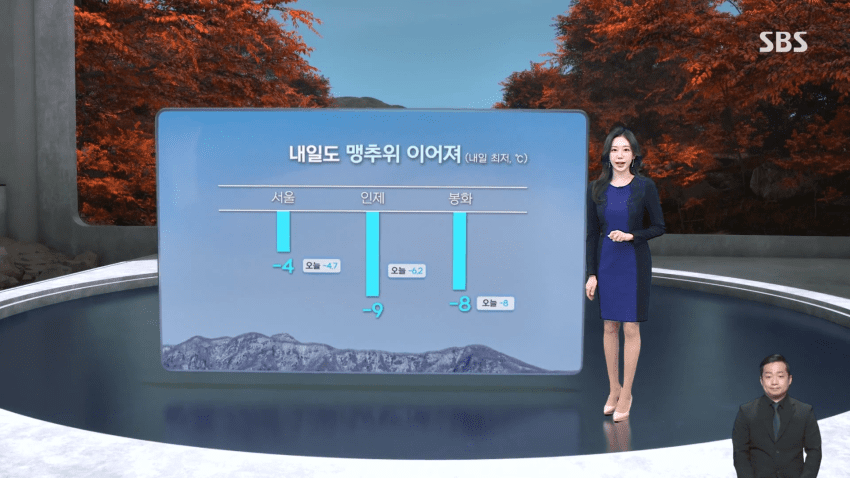 SBS
내일도 맹추위 이어져 (내일 최저, ℃)
서울 인제 봉화
-4 오늘 -4.7
-9 오늘 -6.2
-8 오늘 -8